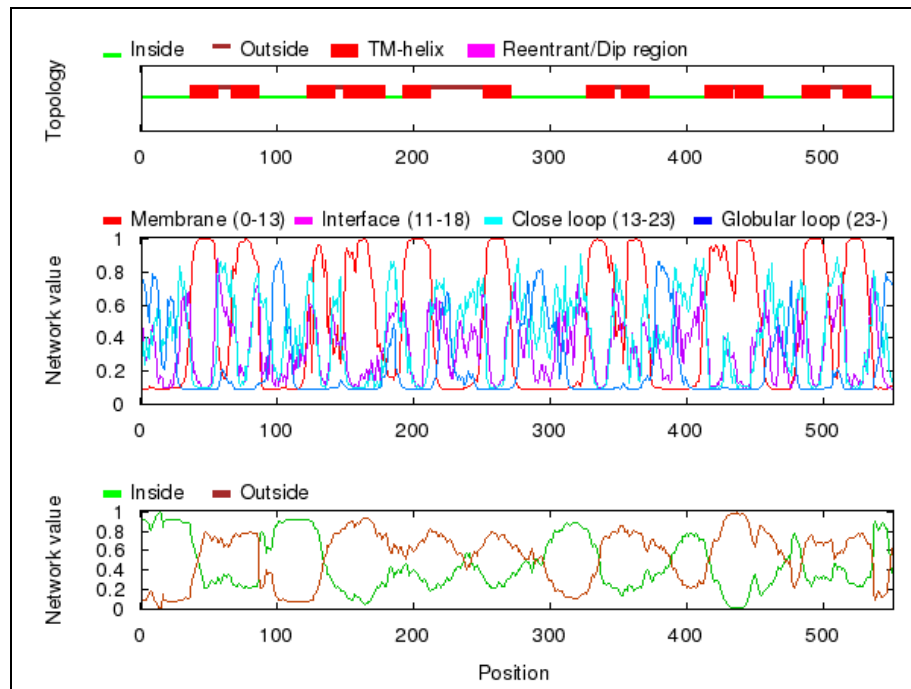 Inside Outside TM-helix Reentrant/Dip region
Topology
0 100 200 300 400 500
Membrane (0-13) Interface (11-18) Close loop (13-23) Globular loop (23-)
Network value
1
0.8
0.6
0.4
0.2
0
0 100 200 300 400 500
Inside Outside
Network value
1
0.8
0.6
0.4
0.2
0
0 100 200 300 400 500
Position